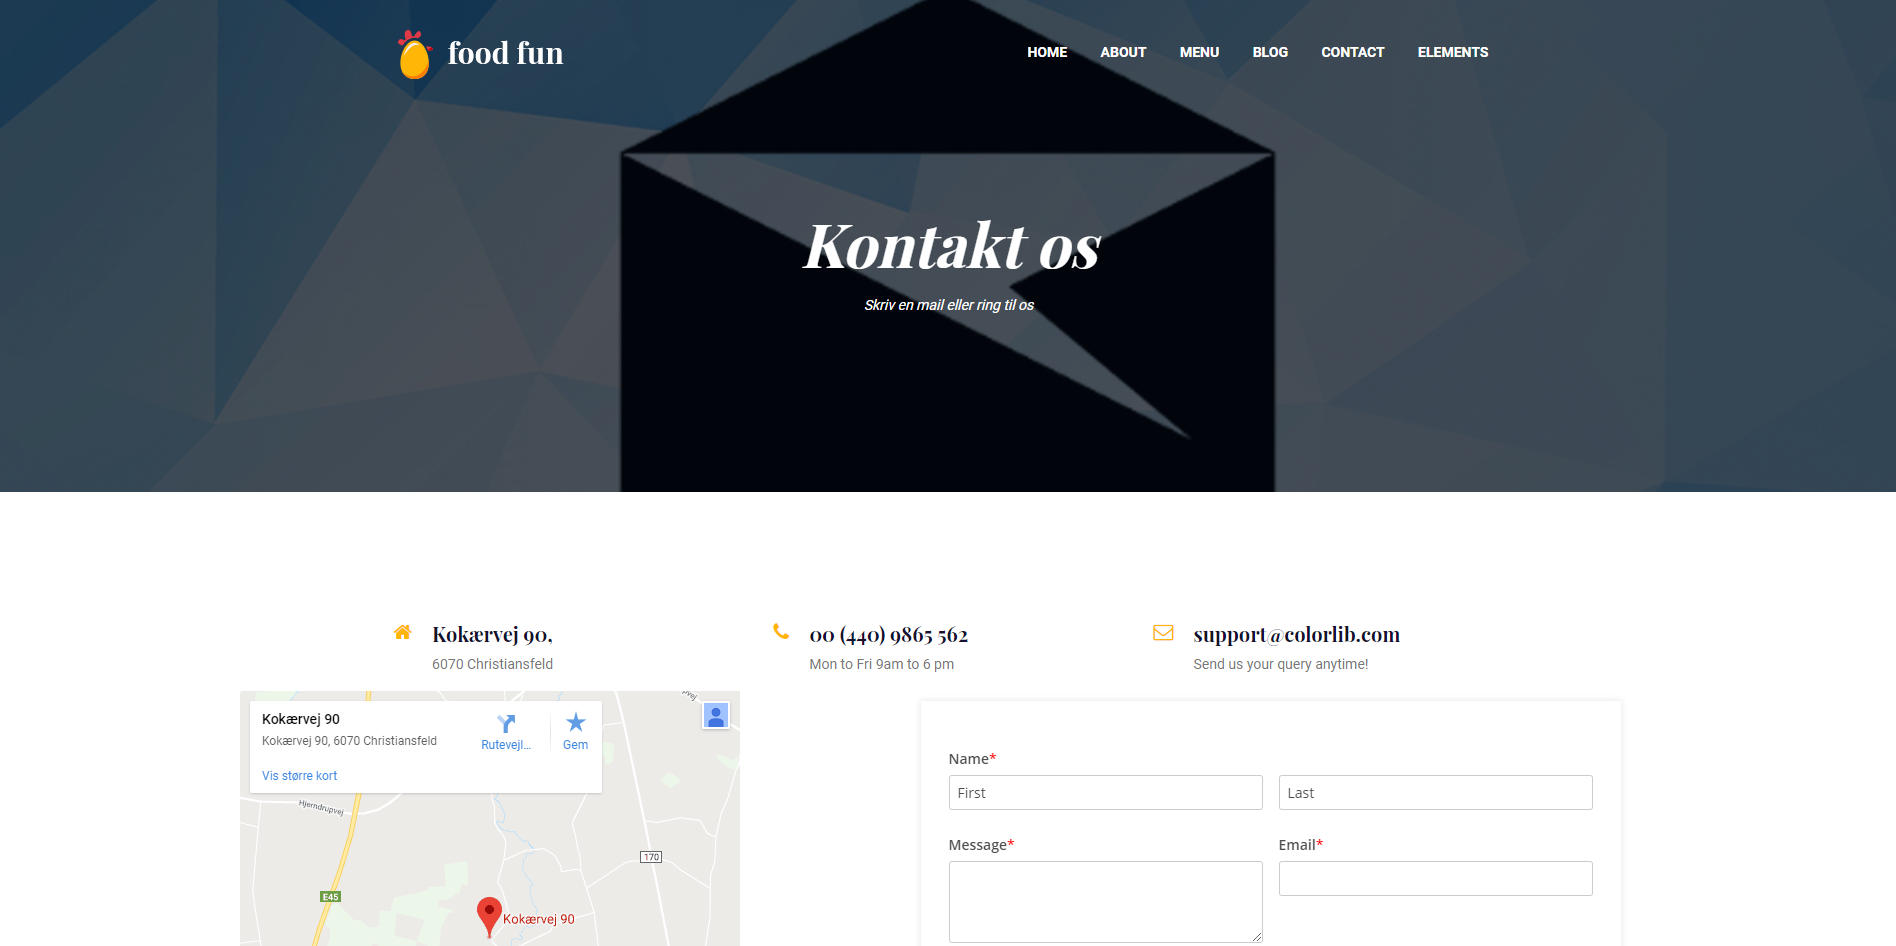 food fun
HOME ABOUT MENU BLOG CONTACT ELEMENTS
Kontakt os
Skriv en mail eller ring til os
Kokærvej 90,
6070 Christiansfeld
00 (440) 9865 562
Mon to Fri 9am to 6 pm
support@colorlib.com
Send us your query anytime!
Kokærvej 90
Kokærvej 90, 6070 Christiansfeld
Rutevejl...
Gem
Vis større kort
Hjerndrupvej
170
E45
Kokærvej 90
Name*
First
Last
Message*
Email*